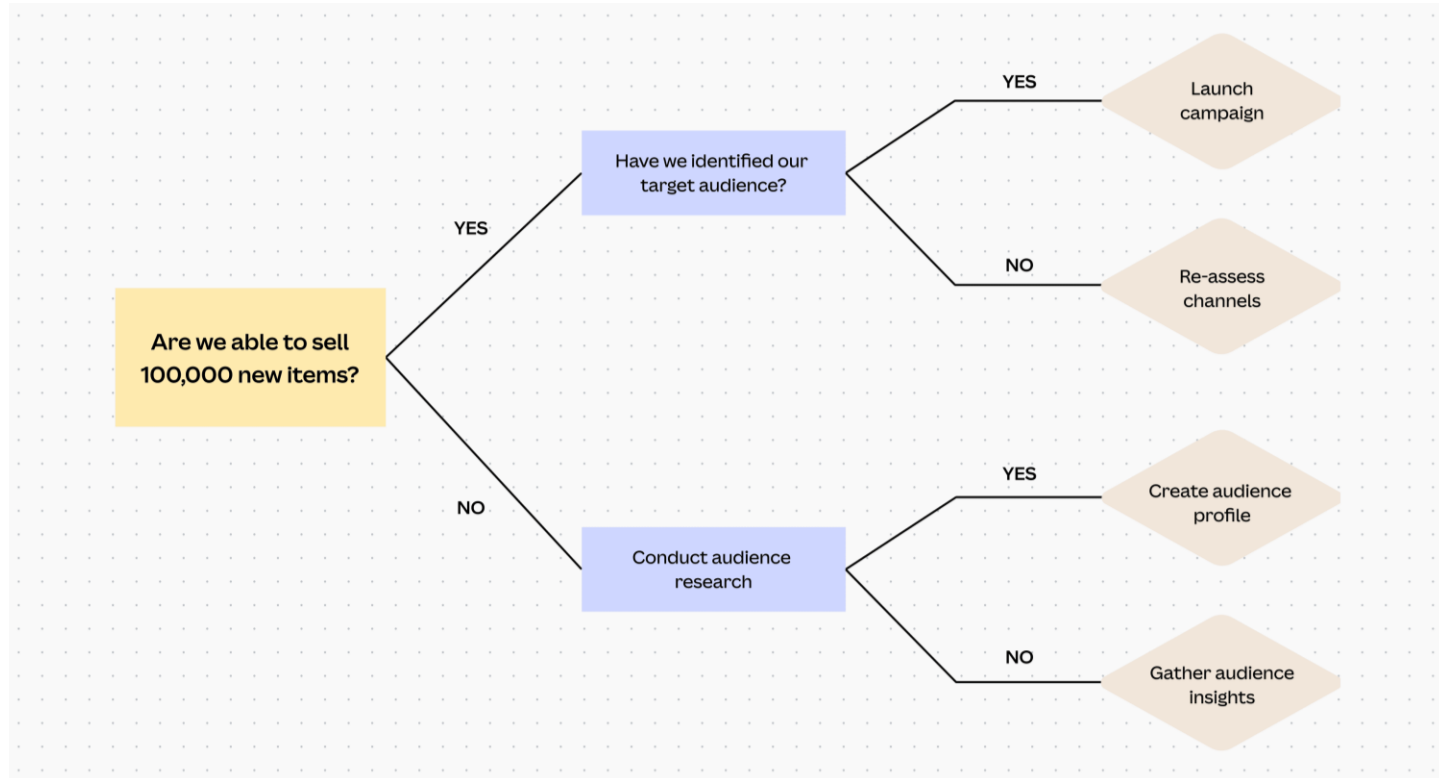 Are we able to sell
100,000 new items?
YES
Have we identified our
target audience?
YES
Launch
campaign
NO
Re-assess
channels
NO
Conduct audience
research
YES
Create audience
profile
NO
Gather audience
insights